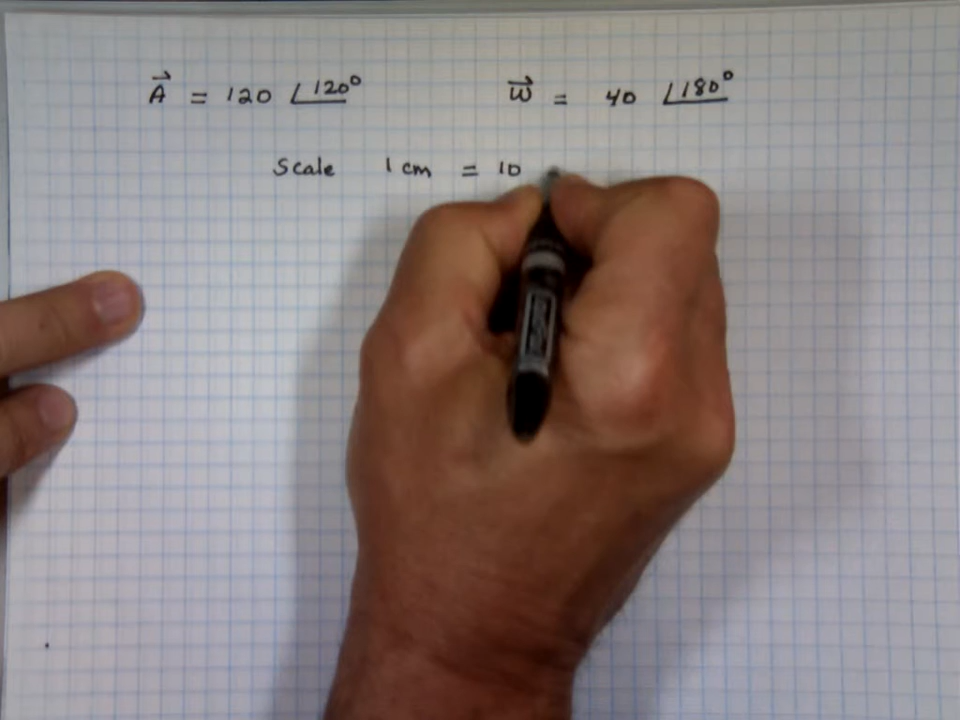 A⃗ = 120 ∠120° W⃗ = 40 ∠180°
Scale 1 cm = 10